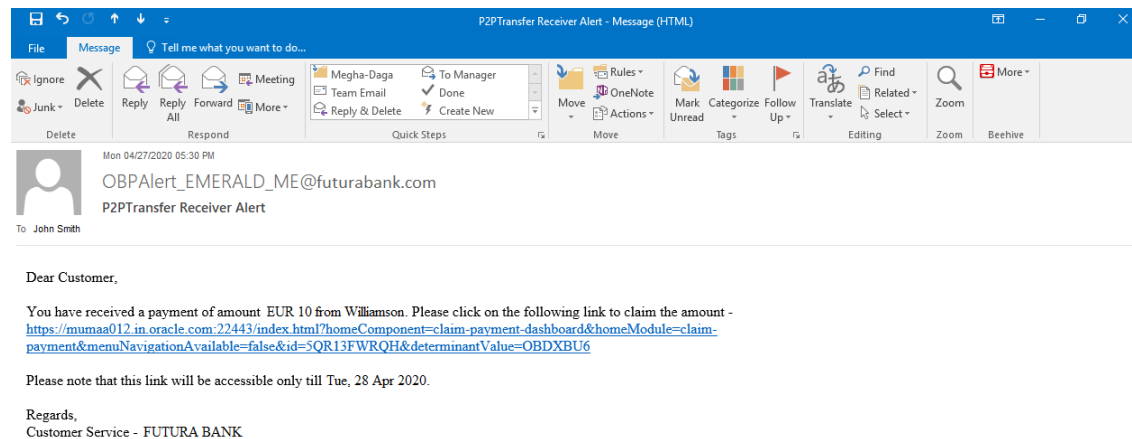 P2PTransfer Receiver Alert - Message (HTML)
File Message Tell me what you want to do...
Ignore
Junk
Delete
Reply
Reply All
Forward
Meeting
More
Megha-Daga
Team Email
Reply & Delete
To Manager
Done
Create New
Move
Rules
OneNote
Actions
Mark Unread
Categorize
Follow Up
Translate
Find
Related
Select
Zoom
More
Delete Respond Quick Steps Move Tags Editing Zoom Beehive
Mon 04/27/2020 05:30 PM
OBPAlert_EMERALD_ME@futurabank.com
P2PTransfer Receiver Alert
To John Smith
Dear Customer,
You have received a payment of amount EUR 10 from Williamson. Please click on the following link to claim the amount -
https://mumaa012.in.oracle.com:22443/index.html?homeComponent=claim-payment-dashboard&homeModule=claim-
payment&menuNavigationAvailable=false&id=5QR13FWRQH&determinantValue=OBDXBU6
Please note that this link will be accessible only till Tue, 28 Apr 2020.
Regards,
Customer Service - FUTURA BANK